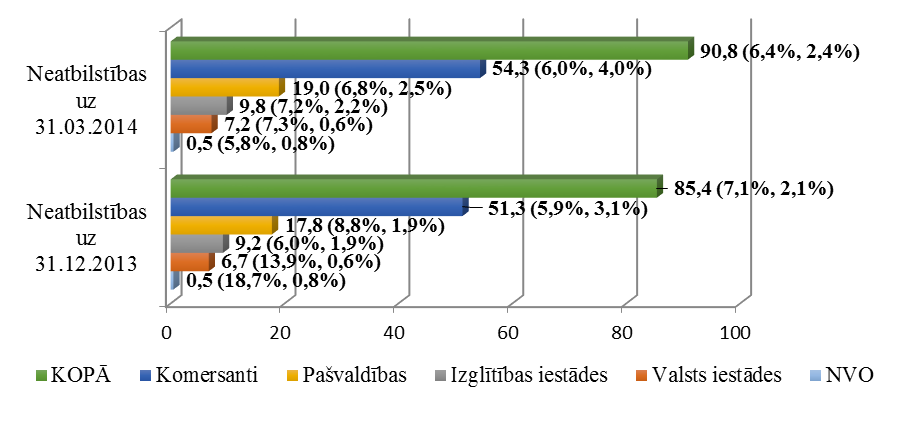 Neatbilstības
uz
31.03.2014
90,8 (6,4%, 2,4%)
54,3 (6,0%, 4,0%)
19,0 (6,8%, 2,5%)
9,8 (7,2%, 2,2%)
7,2 (7,3%, 0,6%)
0,5 (5,8%, 0,8%)
Neatbilstības
uz
31.12.2013
85,4 (7,1%, 2,1%)
51,3 (5,9%, 3,1%)
17,8 (8,8%, 1,9%)
9,2 (6,0%, 1,9%)
6,7 (13,9%, 0,6%)
0,5 (18,7%, 0,8%)
0 20 40 60 80 100
KOPĀ Komersanti Pašvaldības Izglītības iestādes Valsts iestādes NVO